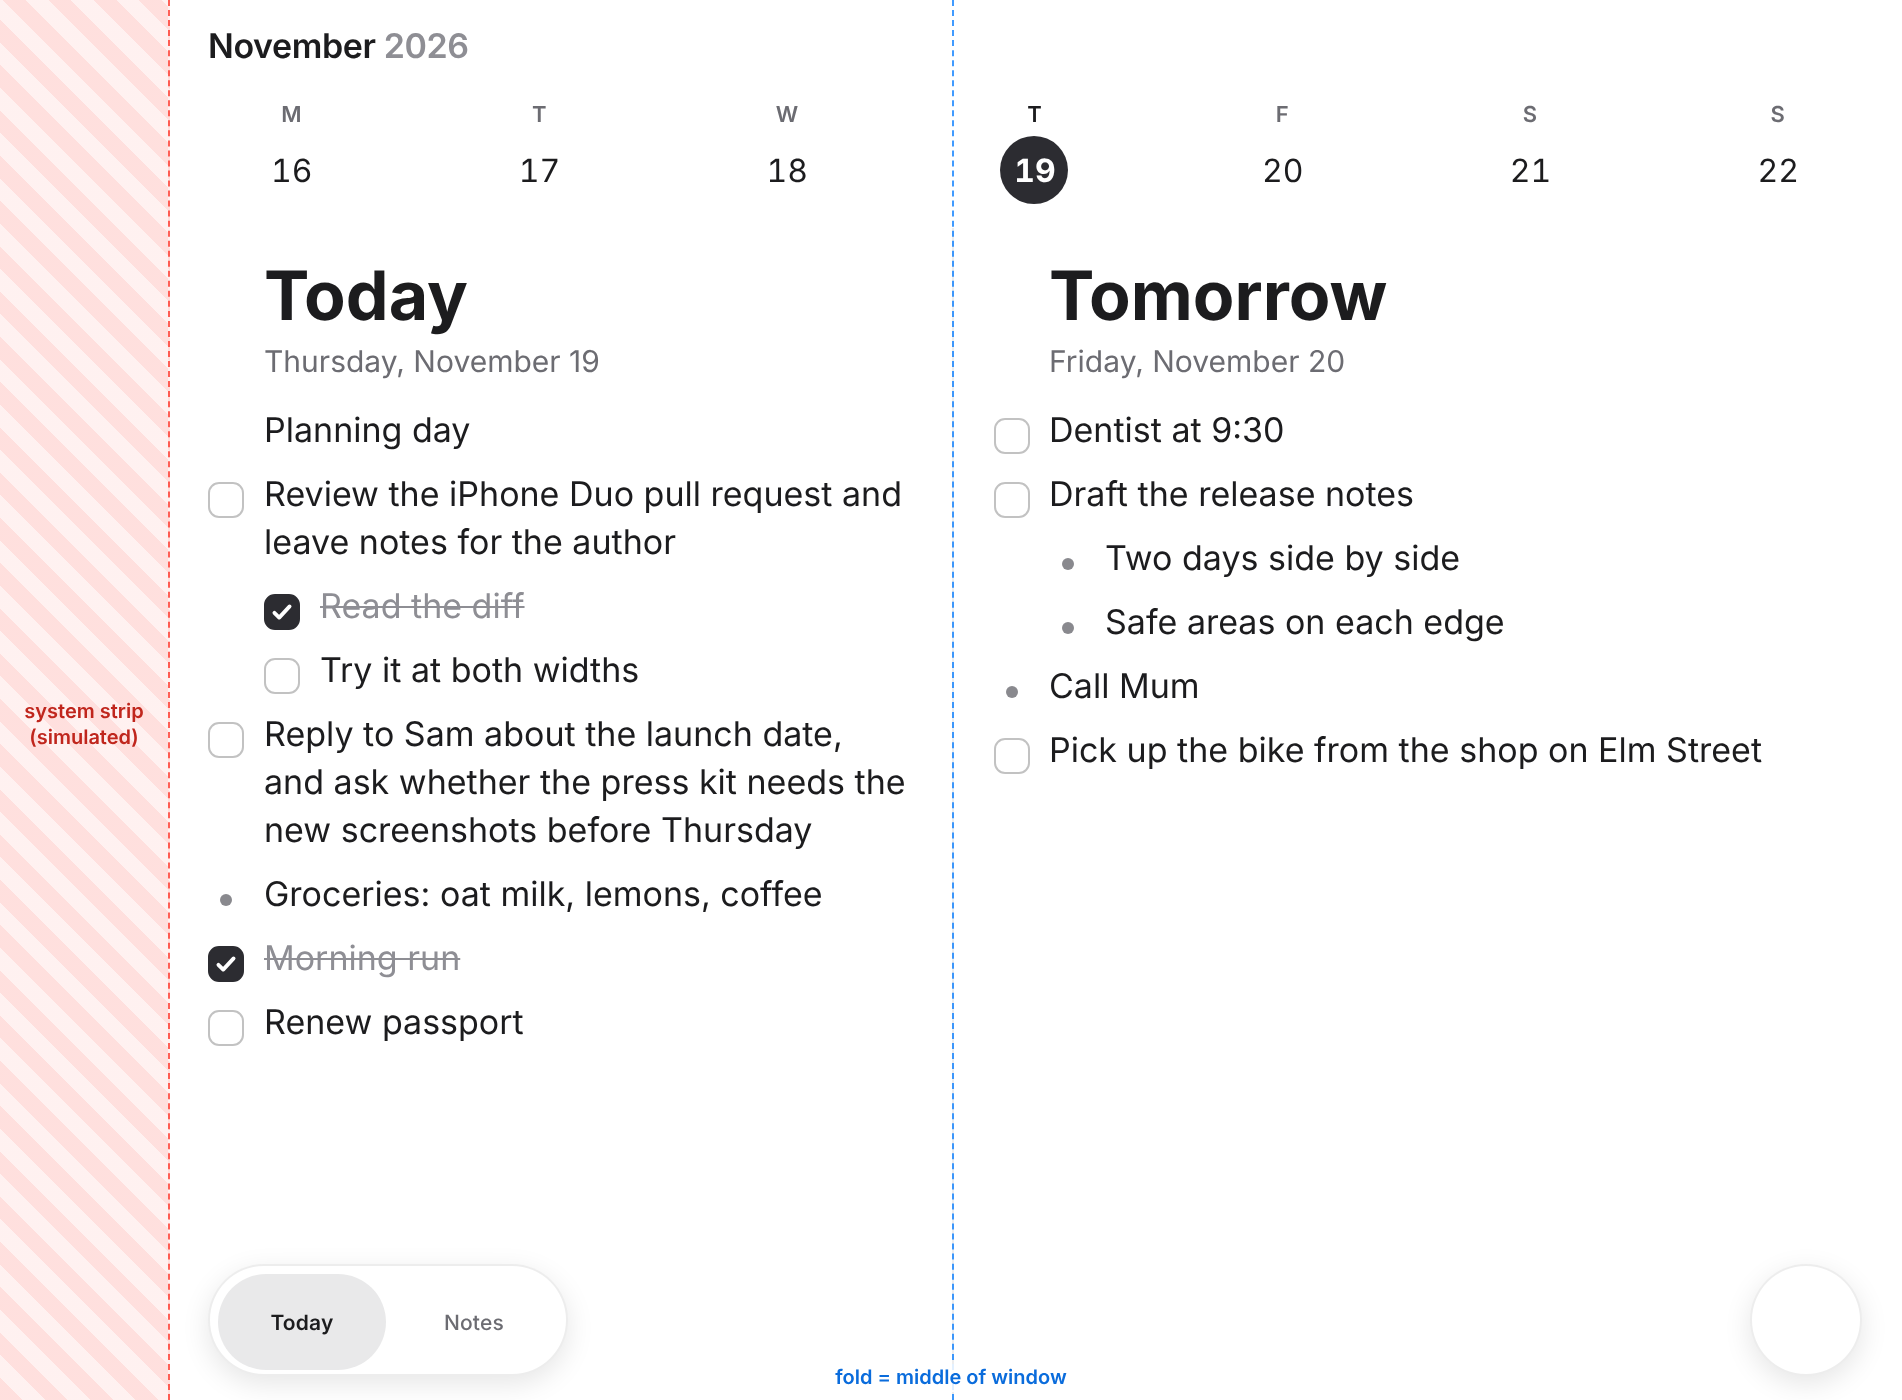 November 2026
M T W T F S S
16 17 18 19 20 21 22
Today
Thursday, November 19
Planning day
Review the iPhone Duo pull request and
leave notes for the author
Read the diff
Try it at both widths
Reply to Sam about the launch date,
and ask whether the press kit needs the
new screenshots before Thursday
Groceries: oat milk, lemons, coffee
Morning run
Renew passport
Tomorrow
Friday, November 20
Dentist at 9:30
Draft the release notes
Two days side by side
Safe areas on each edge
Call Mum
Pick up the bike from the shop on Elm Street
system strip
(simulated)
Today Notes
fold = middle of window